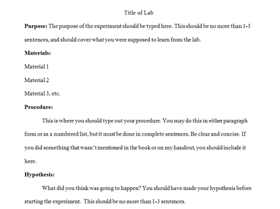 Title of Lab
Purpose: The purpose of the experiment should be typed here. This should be no more than 1-3
sentences, and should cover what you were supposed to learn from the lab.
Materials:
Material 1
Material 2
Material 3, etc.
Procedure:
This is where you should type out your procedure. You may do this in either paragraph
form or as a numbered list, but it must be done in complete sentences. Be clear and concise. If
you did something that wasn't mentioned in the book or on my handout, you should include it
here.
Hypothesis:
What did you think was going to happen? You should have made your hypothesis before
starting the experiment. This should be no more than 1-3 sentences.